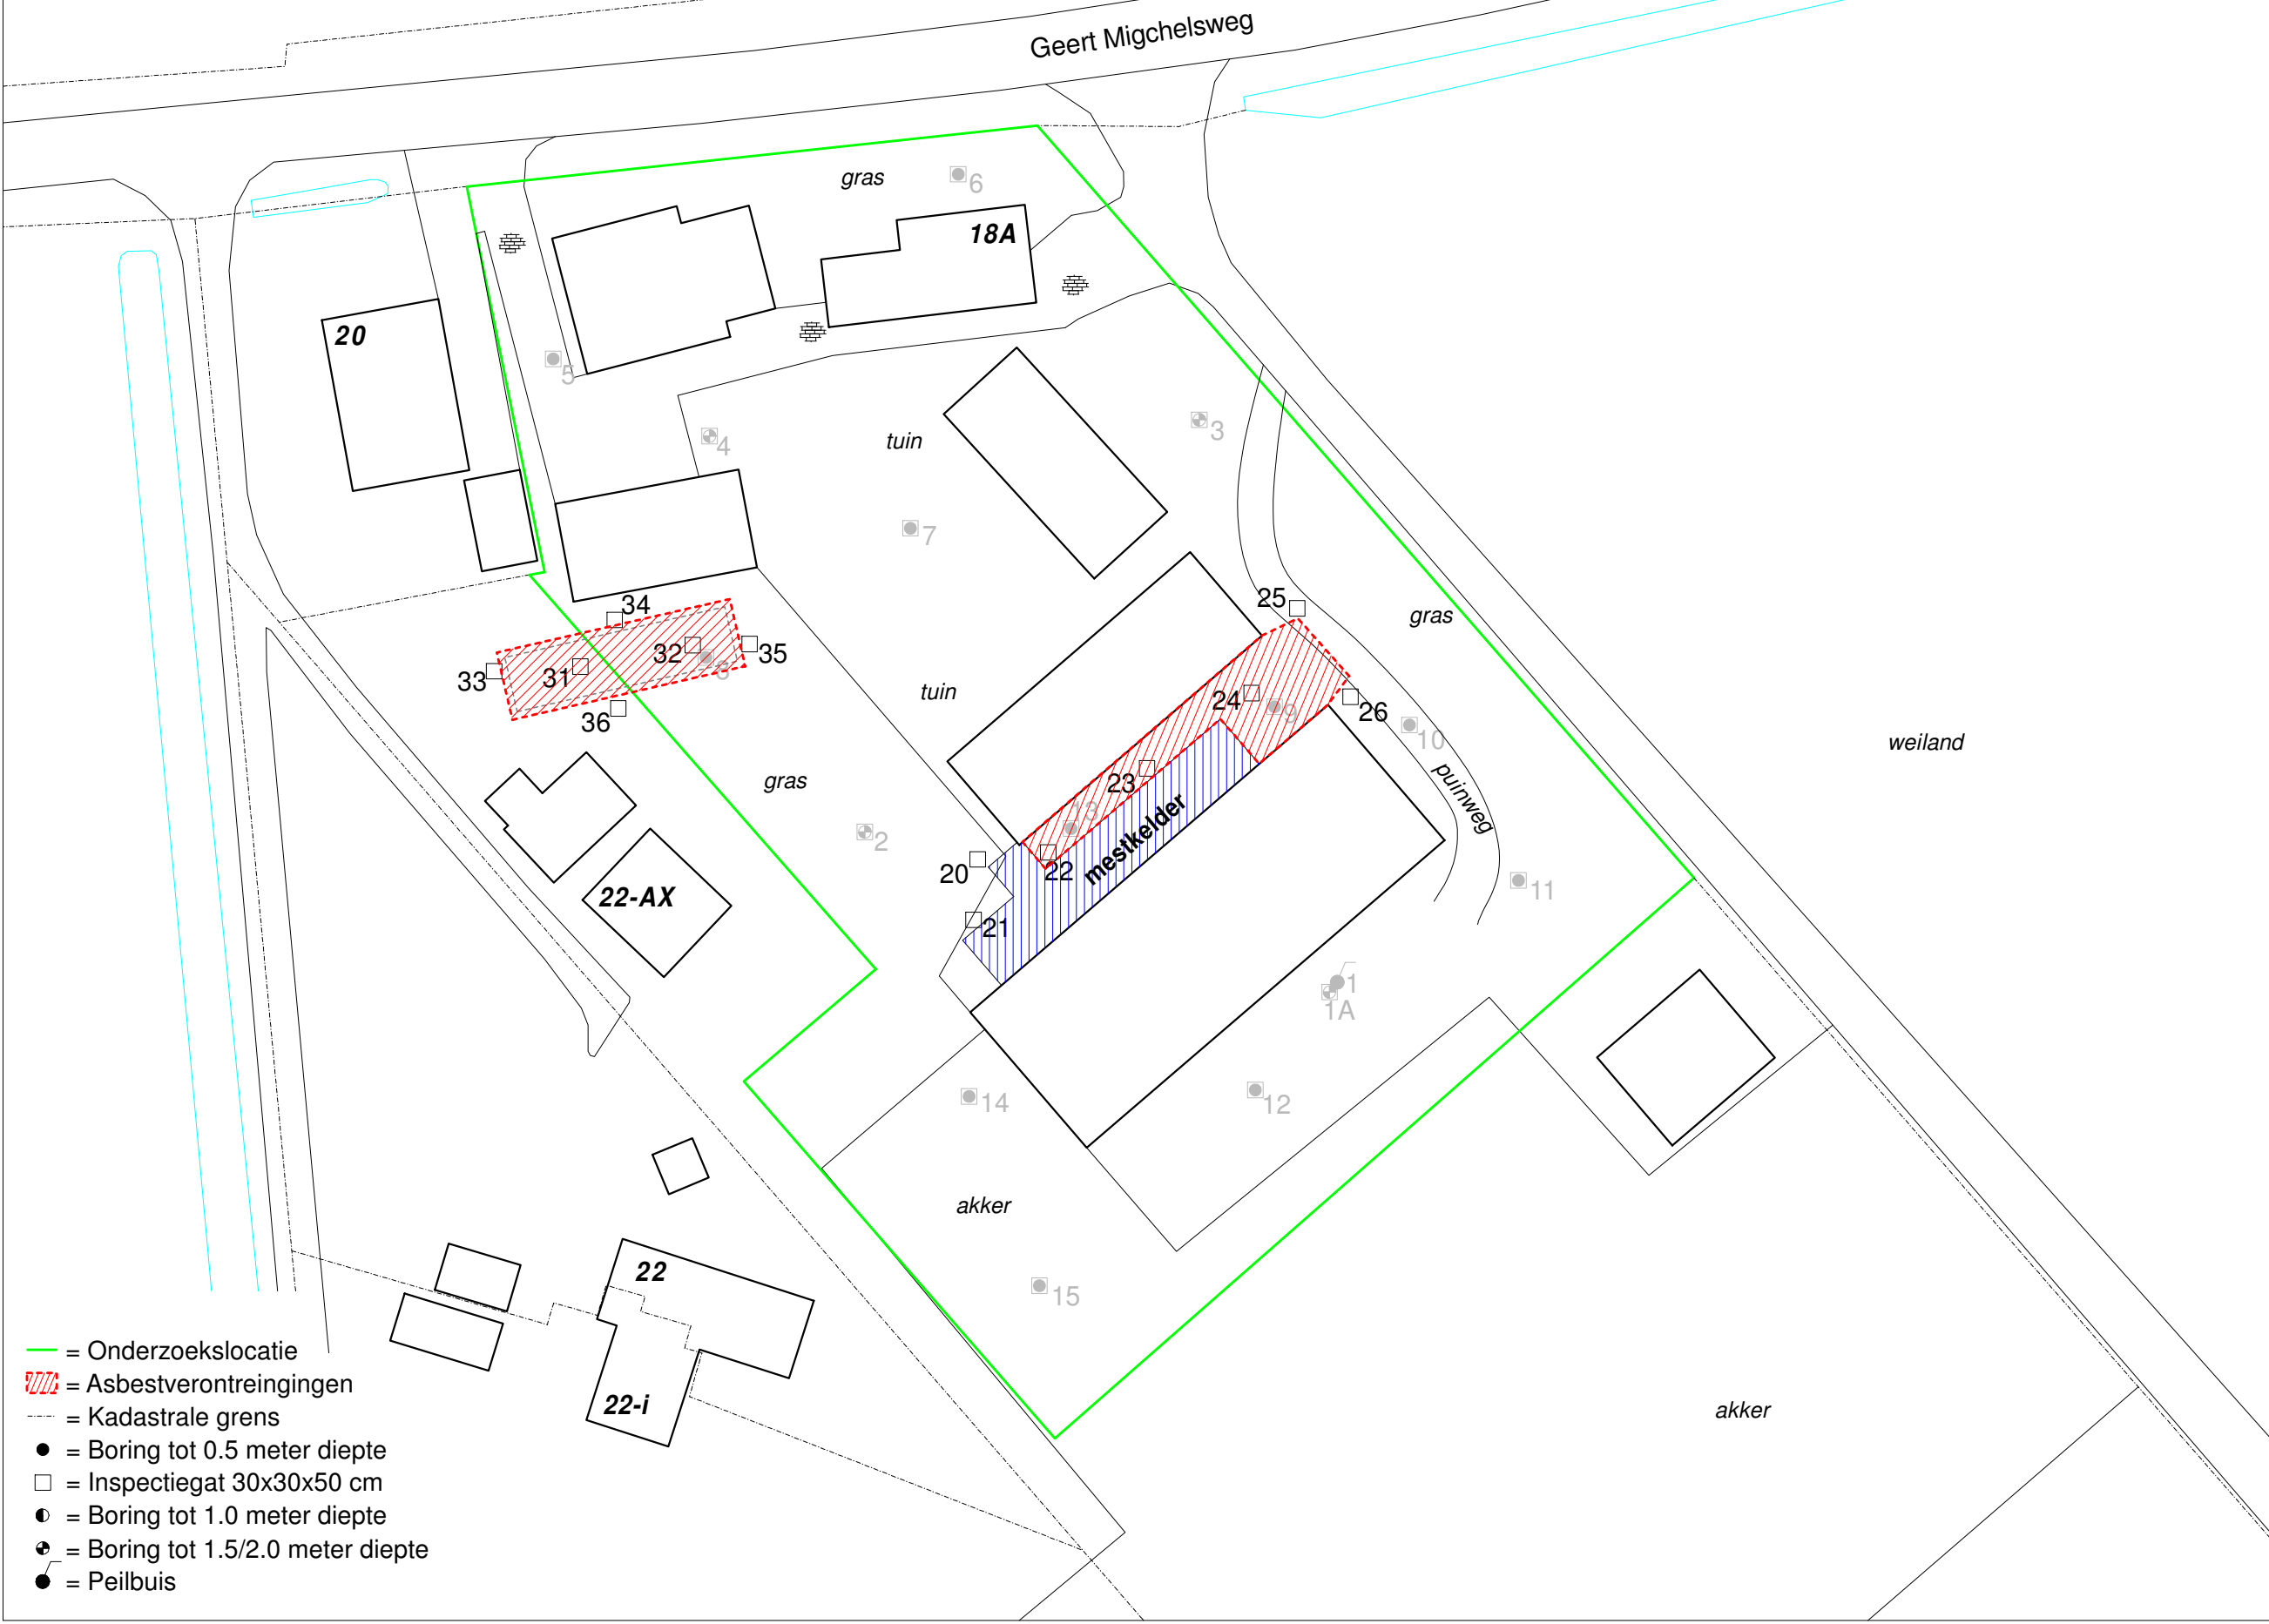 Geert Migchelsweg
gras
6
18A
20
5
4
tuin
3
7
34
25
gras
33
31
32
8
35
36
tuin
24
9
26
10
weiland
gras
23
puinweg
13
mestkelder
2
20
22
22-AX
21
11
1
1A
14
12
akker
22
15
22-i
akker
= Onderzoekslocatie
= Asbestverontreingingen
= Kadastrale grens
= Boring tot 0.5 meter diepte
= Inspectiegat 30x30x50 cm
= Boring tot 1.0 meter diepte
= Boring tot 1.5/2.0 meter diepte
= Peilbuis